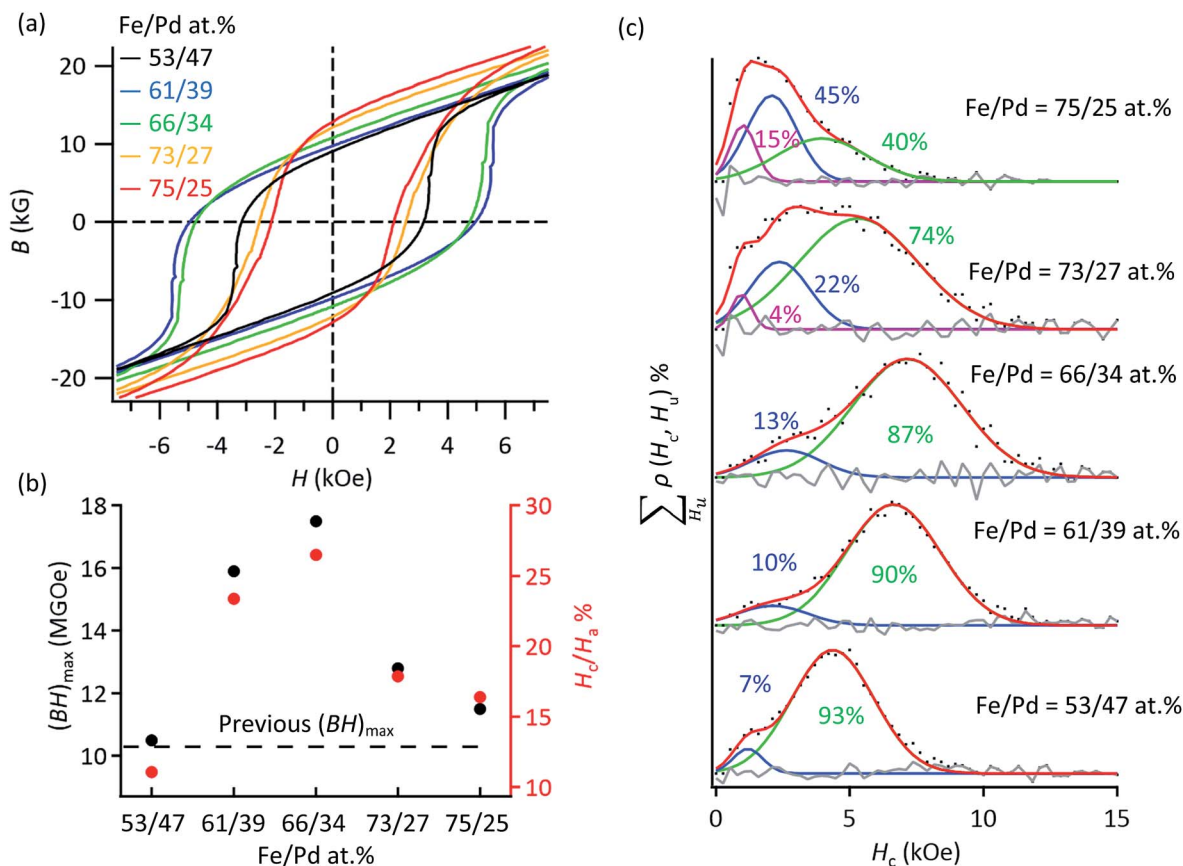 (a)
Fe/Pd at.%
53/47
61/39
66/34
73/27
75/25
20
10
0
-10
-20
B (kG)
-6 -4 -2 0 2 4 6
H (kOe)
(b)
18
16
14
12
10
(BH)max (MGOe)
30
25
20
15
10
Hc/Ha %
Previous (BH)max
53/47 61/39 66/34 73/27 75/25
Fe/Pd at.%
(c)
45%
15%
40%
Fe/Pd = 75/25 at.%
74%
22%
4%
Fe/Pd = 73/27 at.%
13%
87%
Fe/Pd = 66/34 at.%
10%
90%
Fe/Pd = 61/39 at.%
7%
93%
Fe/Pd = 53/47 at.%
∑Hu ρ (Hc, Hu) %
0 5 10 15
Hc (kOe)